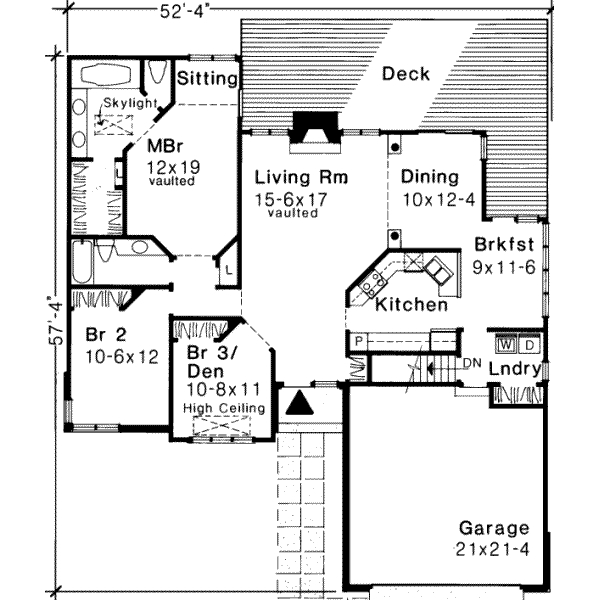 52'-4"
Deck
Sitting
Skylight
MBr
12x19
vaulted
Living Rm
15-6x17
vaulted
Dining
10x12-4
L
Brkfst
9x11-6
L
Kitchen
57'-4"
Br 2
10-6x12
Br 3/
Den
10-8x11
High Ceiling
P
W
D
DN
Lndry
Garage
21x21-4